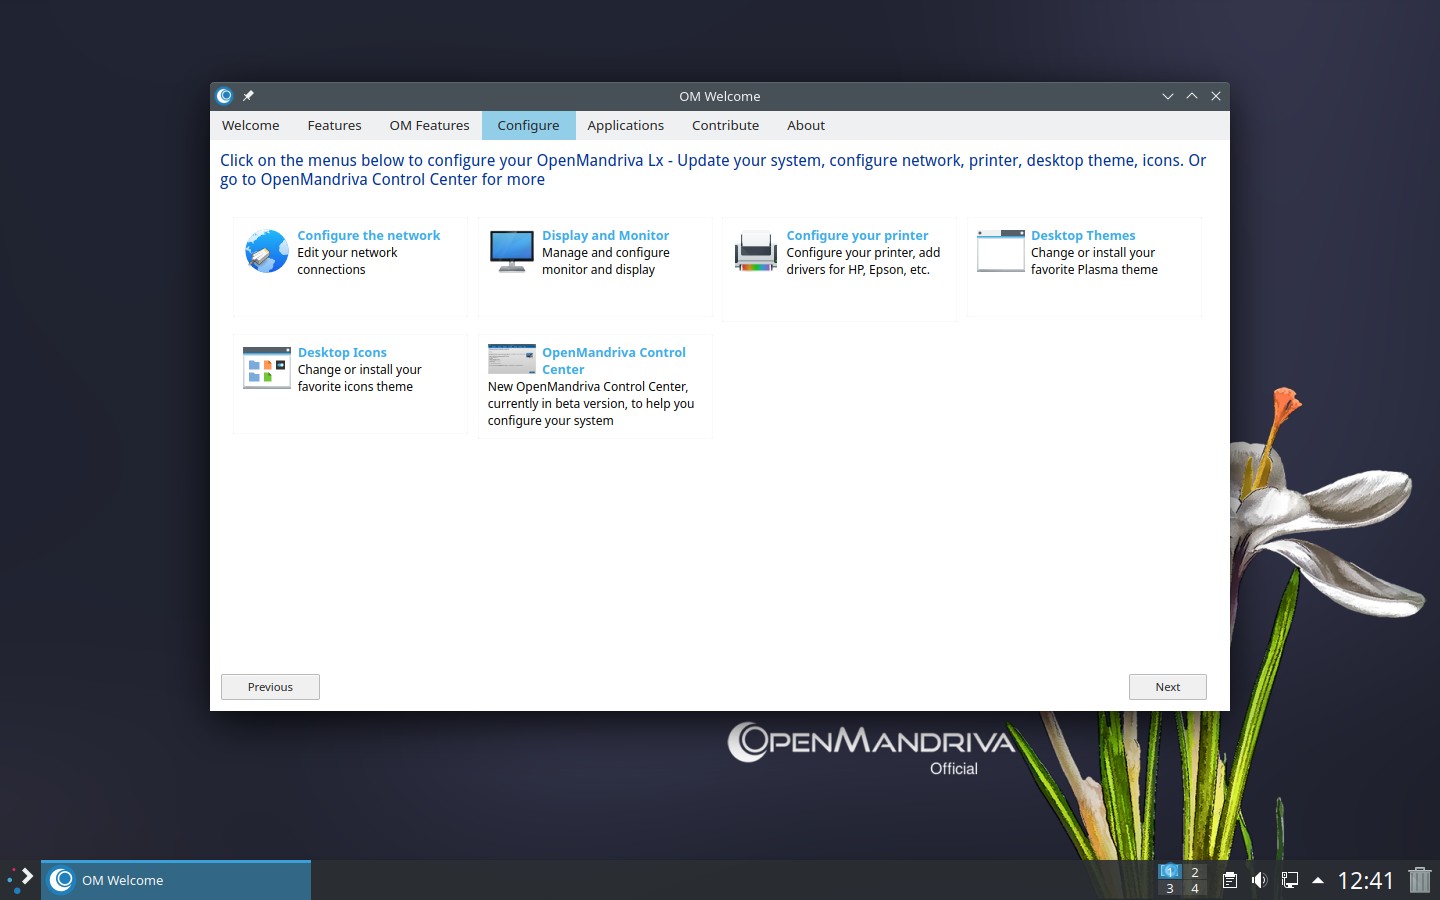 OM Welcome
Welcome Features OM Features Configure Applications Contribute About
Click on the menus below to configure your OpenMandriva Lx - Update your system, configure network, printer, desktop theme, icons. Or
go to OpenMandriva Control Center for more
Configure the network
Edit your network
connections
Display and Monitor
Manage and configure
monitor and display
Configure your printer
Configure your printer, add
drivers for HP, Epson, etc.
Desktop Themes
Change or install your
favorite Plasma theme
Desktop Icons
Change or install your
favorite icons theme
OpenMandriva Control
Center
New OpenMandriva Control Center,
currently in beta version, to help you
configure your system
Previous
Next
OpenMandriva
Official
OM Welcome
1 2
3 4
12:41